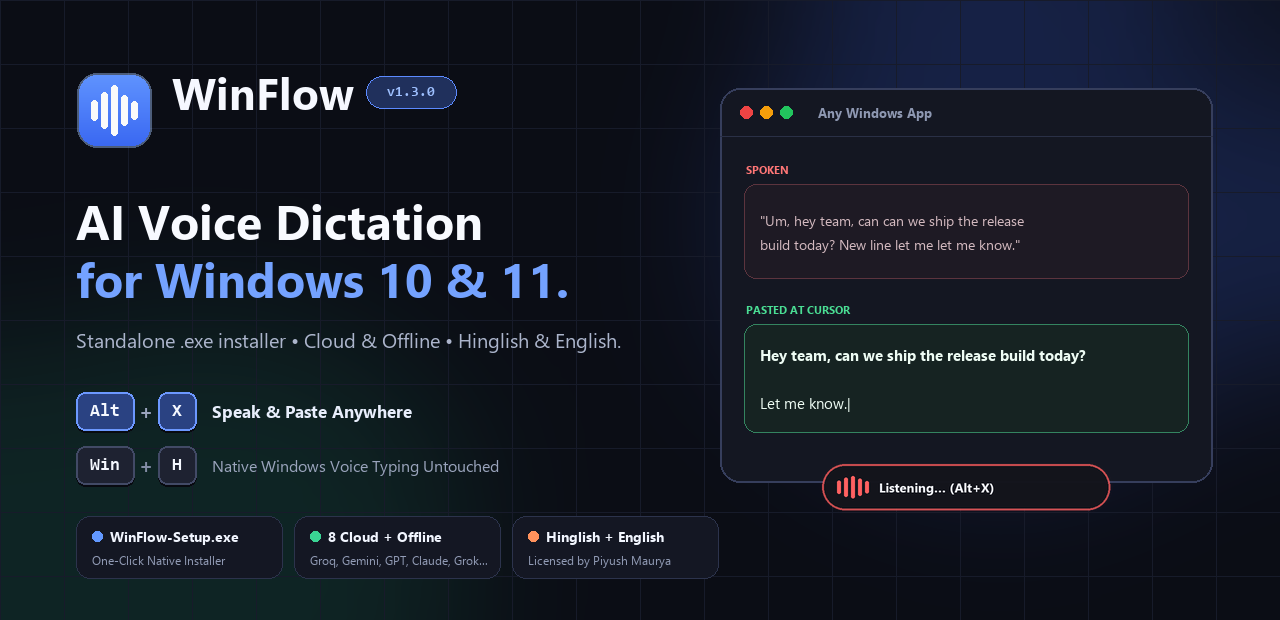 WinFlow v1.3.0
AI Voice Dictation
for Windows 10 & 11.
Standalone .exe installer • Cloud & Offline • Hinglish & English.
Alt + X Speak & Paste Anywhere
Win + H Native Windows Voice Typing Untouched
WinFlow-Setup.exe
One-Click Native Installer
8 Cloud + Offline
Groq, Gemini, GPT, Claude, Grok...
Hinglish + English
Licensed by Piyush Maurya
Any Windows App
SPOKEN
"Um, hey team, can can we ship the release
build today? New line let me let me know."
PASTED AT CURSOR
Hey team, can we ship the release build today?
Let me know.|
Listening... (Alt+X)